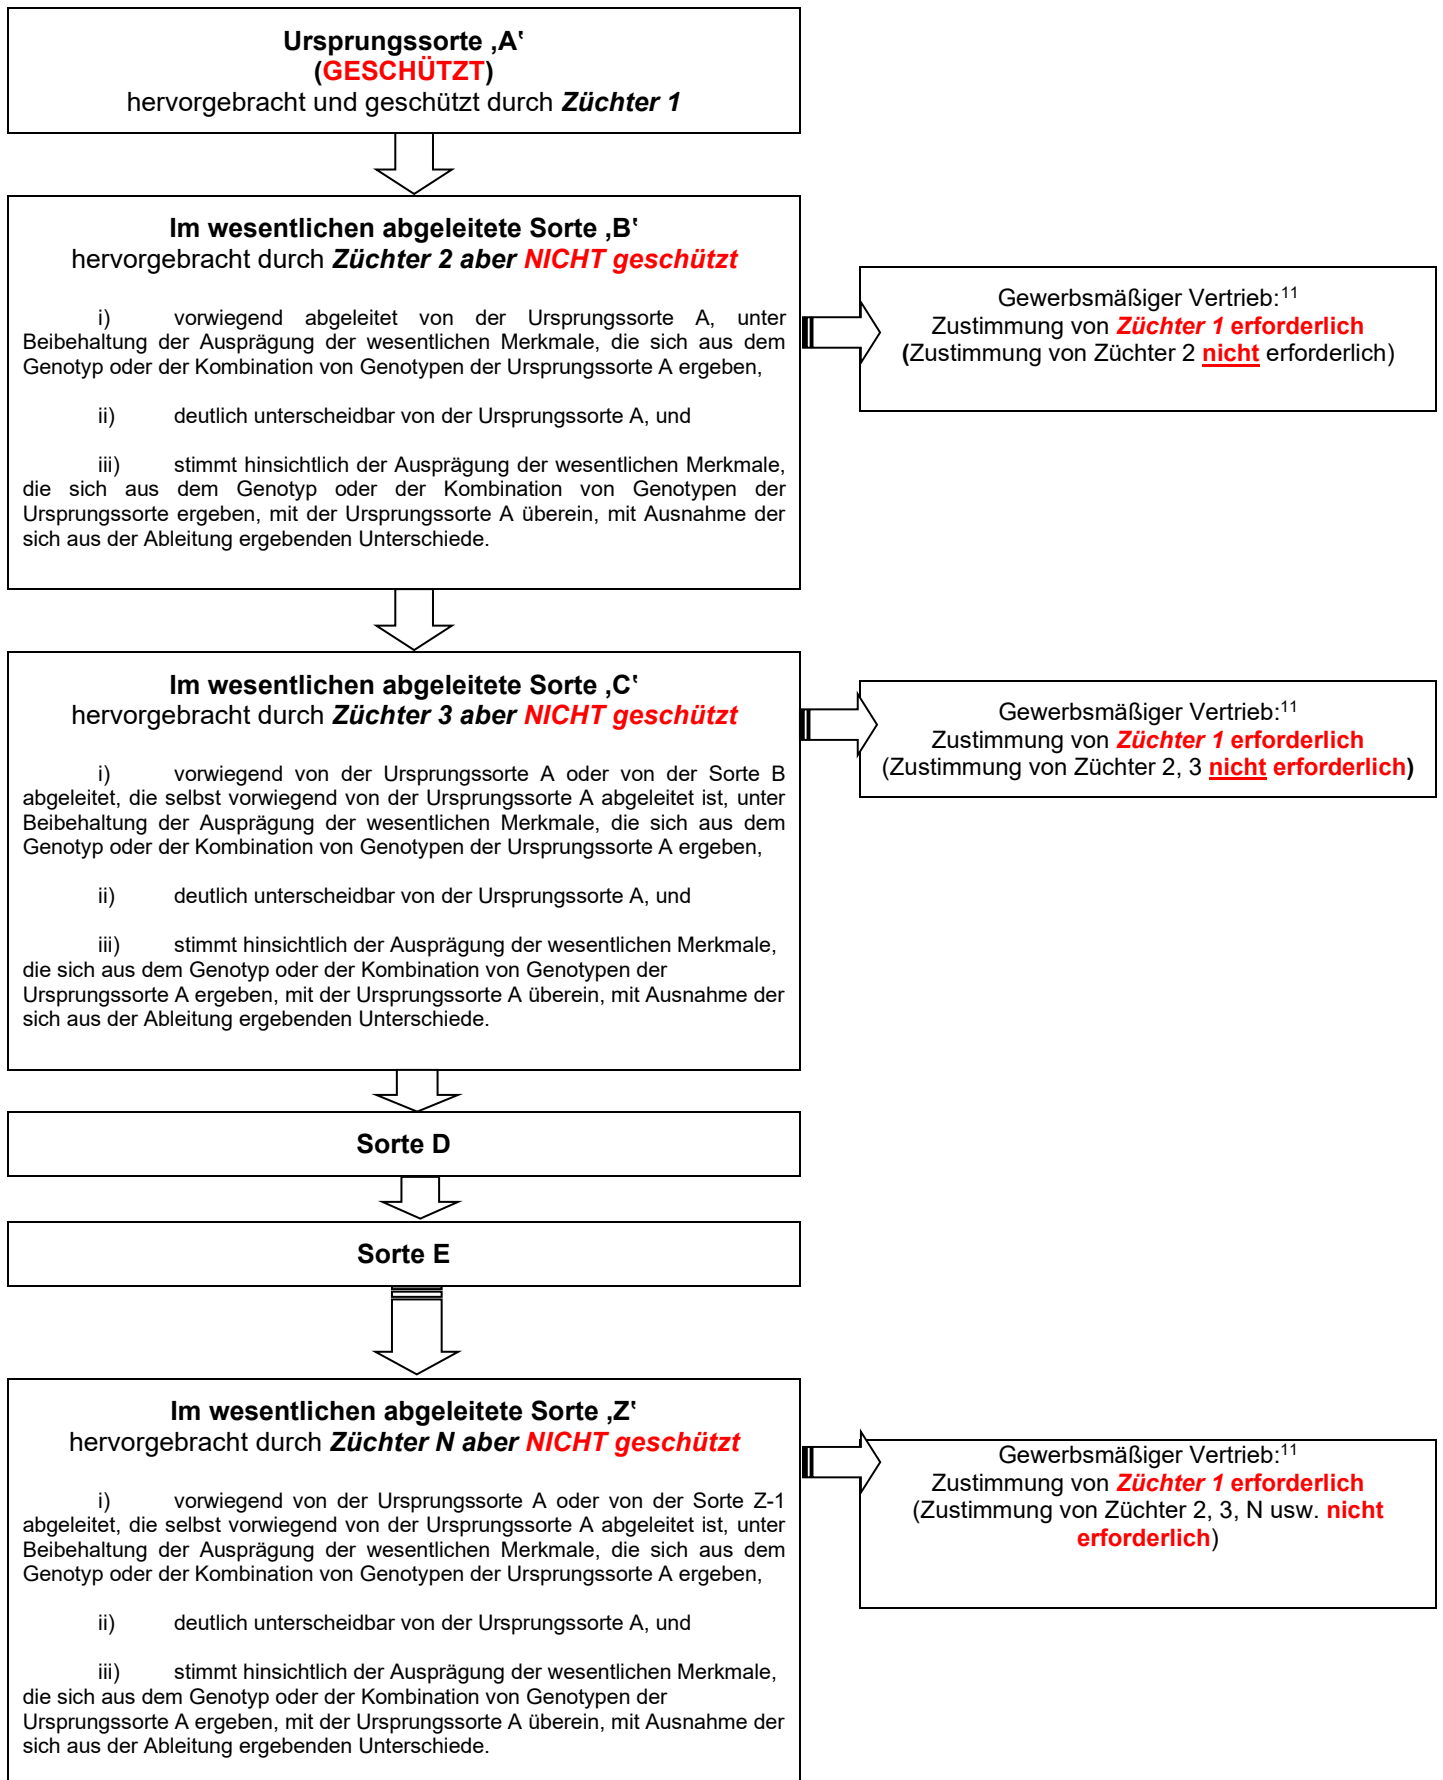 Ursprungssorte ‚A‛
(GESCHÜTZT)
hervorgebracht und geschützt durch Züchter 1
Im wesentlichen abgeleitete Sorte ‚B‛
hervorgebracht durch Züchter 2 aber NICHT geschützt
i) vorwiegend abgeleitet von der Ursprungssorte A, unter
Beibehaltung der Ausprägung der wesentlichen Merkmale, die sich aus dem
Genotyp oder der Kombination von Genotypen der Ursprungssorte A ergeben,
ii) deutlich unterscheidbar von der Ursprungssorte A, und
iii) stimmt hinsichtlich der Ausprägung der wesentlichen Merkmale,
die sich aus dem Genotyp oder der Kombination von Genotypen der
Ursprungssorte ergeben, mit der Ursprungssorte A überein, mit Ausnahme der
sich aus der Ableitung ergebenden Unterschiede.
Gewerbsmäßiger Vertrieb:11
Zustimmung von Züchter 1 erforderlich
(Zustimmung von Züchter 2 nicht erforderlich)
Im wesentlichen abgeleitete Sorte ‚C‛
hervorgebracht durch Züchter 3 aber NICHT geschützt
i) vorwiegend von der Ursprungssorte A oder von der Sorte B
abgeleitet, die selbst vorwiegend von der Ursprungssorte A abgeleitet ist, unter
Beibehaltung der Ausprägung der wesentlichen Merkmale, die sich aus dem
Genotyp oder der Kombination von Genotypen der Ursprungssorte A ergeben,
ii) deutlich unterscheidbar von der Ursprungssorte A, und
iii) stimmt hinsichtlich der Ausprägung der wesentlichen Merkmale,
die sich aus dem Genotyp oder der Kombination von Genotypen der
Ursprungssorte A ergeben, mit der Ursprungssorte A überein, mit Ausnahme der
sich aus der Ableitung ergebenden Unterschiede.
Gewerbsmäßiger Vertrieb:11
Zustimmung von Züchter 1 erforderlich
(Zustimmung von Züchter 2, 3 nicht erforderlich)
Sorte D
Sorte E
Im wesentlichen abgeleitete Sorte ‚Z‛
hervorgebracht durch Züchter N aber NICHT geschützt
i) vorwiegend von der Ursprungssorte A oder von der Sorte Z-1
abgeleitet, die selbst vorwiegend von der Ursprungssorte A abgeleitet ist, unter
Beibehaltung der Ausprägung der wesentlichen Merkmale, die sich aus dem
Genotyp oder der Kombination von Genotypen der Ursprungssorte A ergeben,
ii) deutlich unterscheidbar von der Ursprungssorte A, und
iii) stimmt hinsichtlich der Ausprägung der wesentlichen Merkmale,
die sich aus dem Genotyp oder der Kombination von Genotypen der
Ursprungssorte A ergeben, mit der Ursprungssorte A überein, mit Ausnahme der
sich aus der Ableitung ergebenden Unterschiede.
Gewerbsmäßiger Vertrieb:11
Zustimmung von Züchter 1 erforderlich
(Zustimmung von Züchter 2, 3, N usw. nicht
erforderlich)